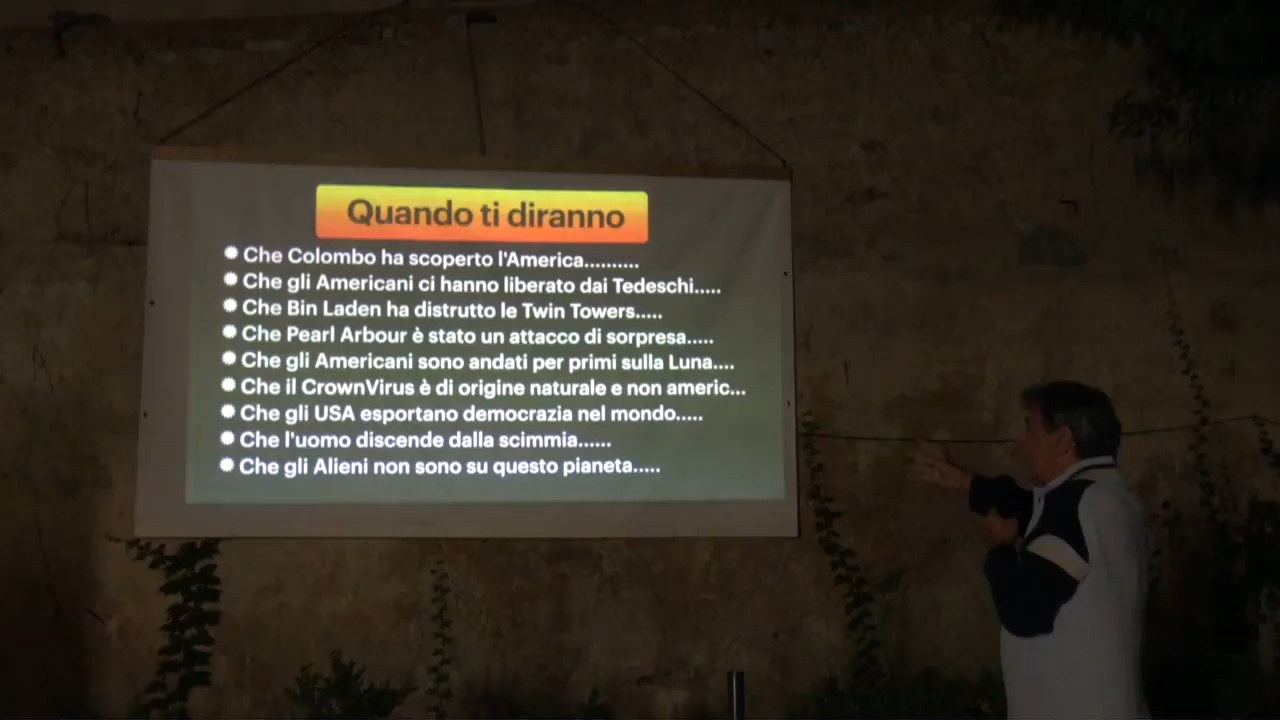 Quando ti diranno
Che Colombo ha scoperto l'America..........
Che gli Americani ci hanno liberato dai Tedeschi.....
Che Bin Laden ha distrutto le Twin Towers.....
Che Pearl Arbour è stato un attacco di sorpresa.....
Che gli Americani sono andati per primi sulla Luna....
Che il CrownVirus è di origine naturale e non americ...
Che gli USA esportano democrazia nel mondo.....
Che l'uomo discende dalla scimmia......
Che gli Alieni non sono su questo pianeta.....